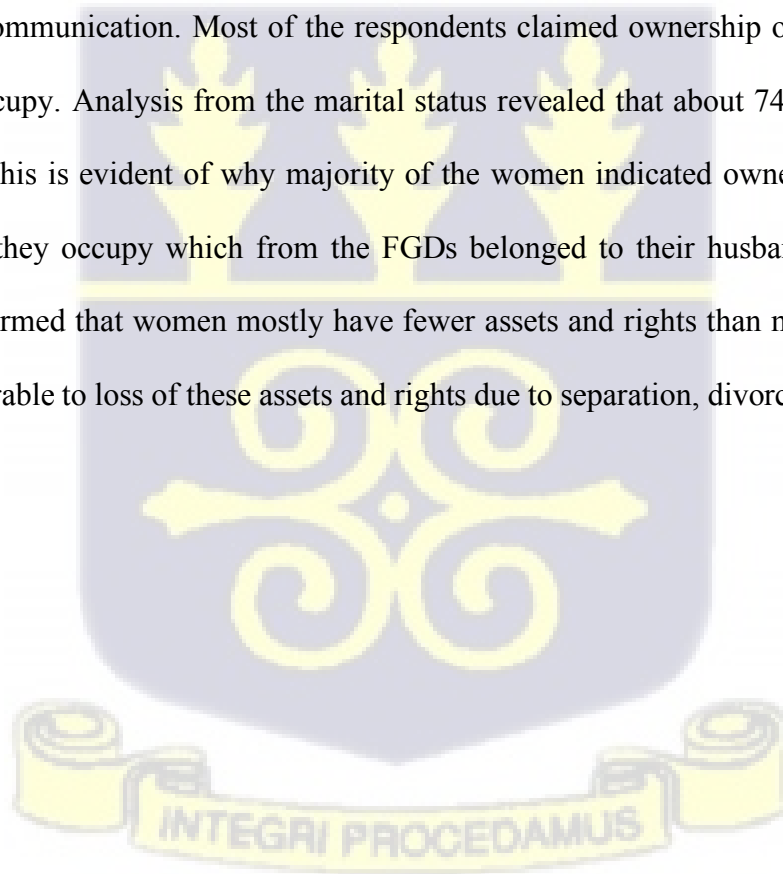 ommunication. Most of the respondents claimed ownership o
cupy. Analysis from the marital status revealed that about 74
his is evident of why majority of the women indicated owne
they occupy which from the FGDs belonged to their husba
rmed that women mostly have fewer assets and rights than m
able to loss of these assets and rights due to separation, divorc
INTEGRI PROCEDAMUS